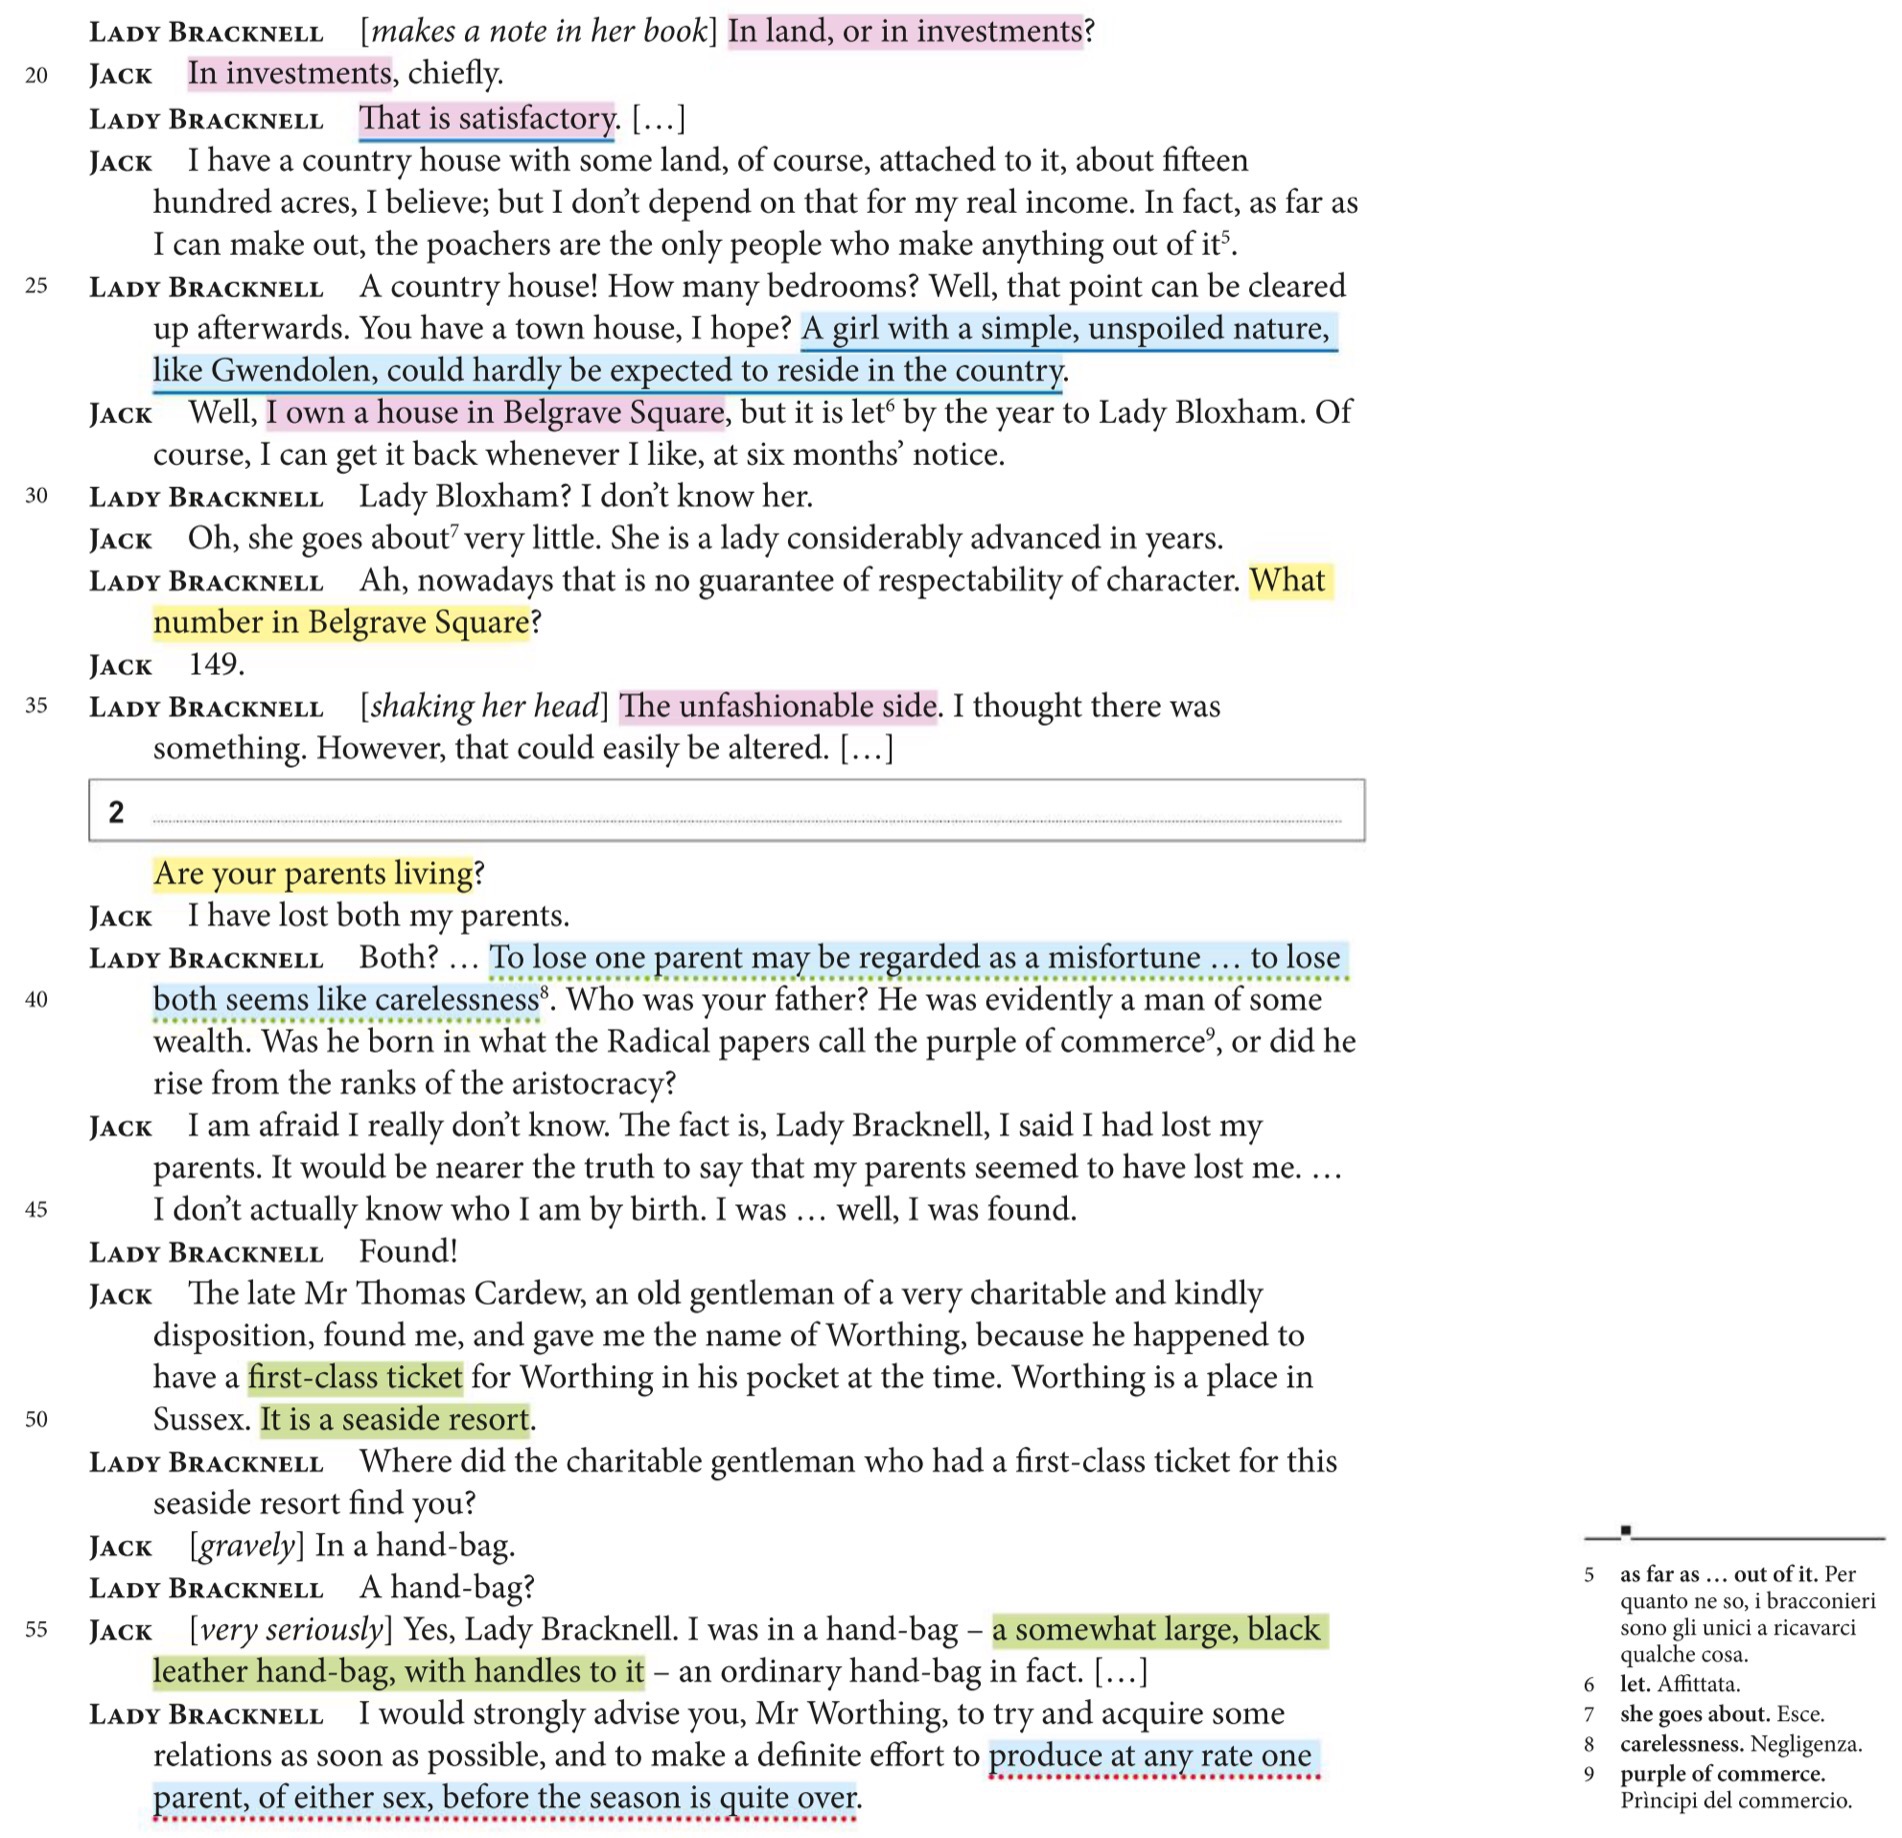 LADY BRACKNELL [makes a note in her book] In land, or in investments?
20 JACK In investments, chiefly.
LADY BRACKNELL That is satisfactory. […]
JACK I have a country house with some land, of course, attached to it, about fifteen
hundred acres, I believe; but I don’t depend on that for my real income. In fact, as far as
I can make out, the poachers are the only people who make anything out of it⁵.
25 LADY BRACKNELL A country house! How many bedrooms? Well, that point can be cleared
up afterwards. You have a town house, I hope? A girl with a simple, unspoiled nature,
like Gwendolen, could hardly be expected to reside in the country.
JACK Well, I own a house in Belgrave Square, but it is let⁶ by the year to Lady Bloxham. Of
course, I can get it back whenever I like, at six months’ notice.
30 LADY BRACKNELL Lady Bloxham? I don’t know her.
JACK Oh, she goes about⁷ very little. She is a lady considerably advanced in years.
LADY BRACKNELL Ah, nowadays that is no guarantee of respectability of character. What
number in Belgrave Square?
JACK 149.
35 LADY BRACKNELL [shaking her head] The unfashionable side. I thought there was
something. However, that could easily be altered. […]
2
Are your parents living?
JACK I have lost both my parents.
LADY BRACKNELL Both? … To lose one parent may be regarded as a misfortune … to lose
40 both seems like carelessness⁸. Who was your father? He was evidently a man of some
wealth. Was he born in what the Radical papers call the purple of commerce⁹, or did he
rise from the ranks of the aristocracy?
JACK I am afraid I really don’t know. The fact is, Lady Bracknell, I said I had lost my
parents. It would be nearer the truth to say that my parents seemed to have lost me. …
45 I don’t actually know who I am by birth. I was … well, I was found.
LADY BRACKNELL Found!
JACK The late Mr Thomas Cardew, an old gentleman of a very charitable and kindly
disposition, found me, and gave me the name of Worthing, because he happened to
have a first-class ticket for Worthing in his pocket at the time. Worthing is a place in
50 Sussex. It is a seaside resort.
LADY BRACKNELL Where did the charitable gentleman who had a first-class ticket for this
seaside resort find you?
JACK [gravely] In a hand-bag.
LADY BRACKNELL A hand-bag?
55 JACK [very seriously] Yes, Lady Bracknell. I was in a hand-bag – a somewhat large, black
leather hand-bag, with handles to it – an ordinary hand-bag in fact. […]
LADY BRACKNELL I would strongly advise you, Mr Worthing, to try and acquire some
relations as soon as possible, and to make a definite effort to produce at any rate one
parent, of either sex, before the season is quite over.
5 as far as … out of it. Per
quanto ne so, i bracconieri
sono gli unici a ricavarci
qualche cosa.
6 let. Affittata.
7 she goes about. Esce.
8 carelessness. Negligenza.
9 purple of commerce.
Prìncipi del commercio.